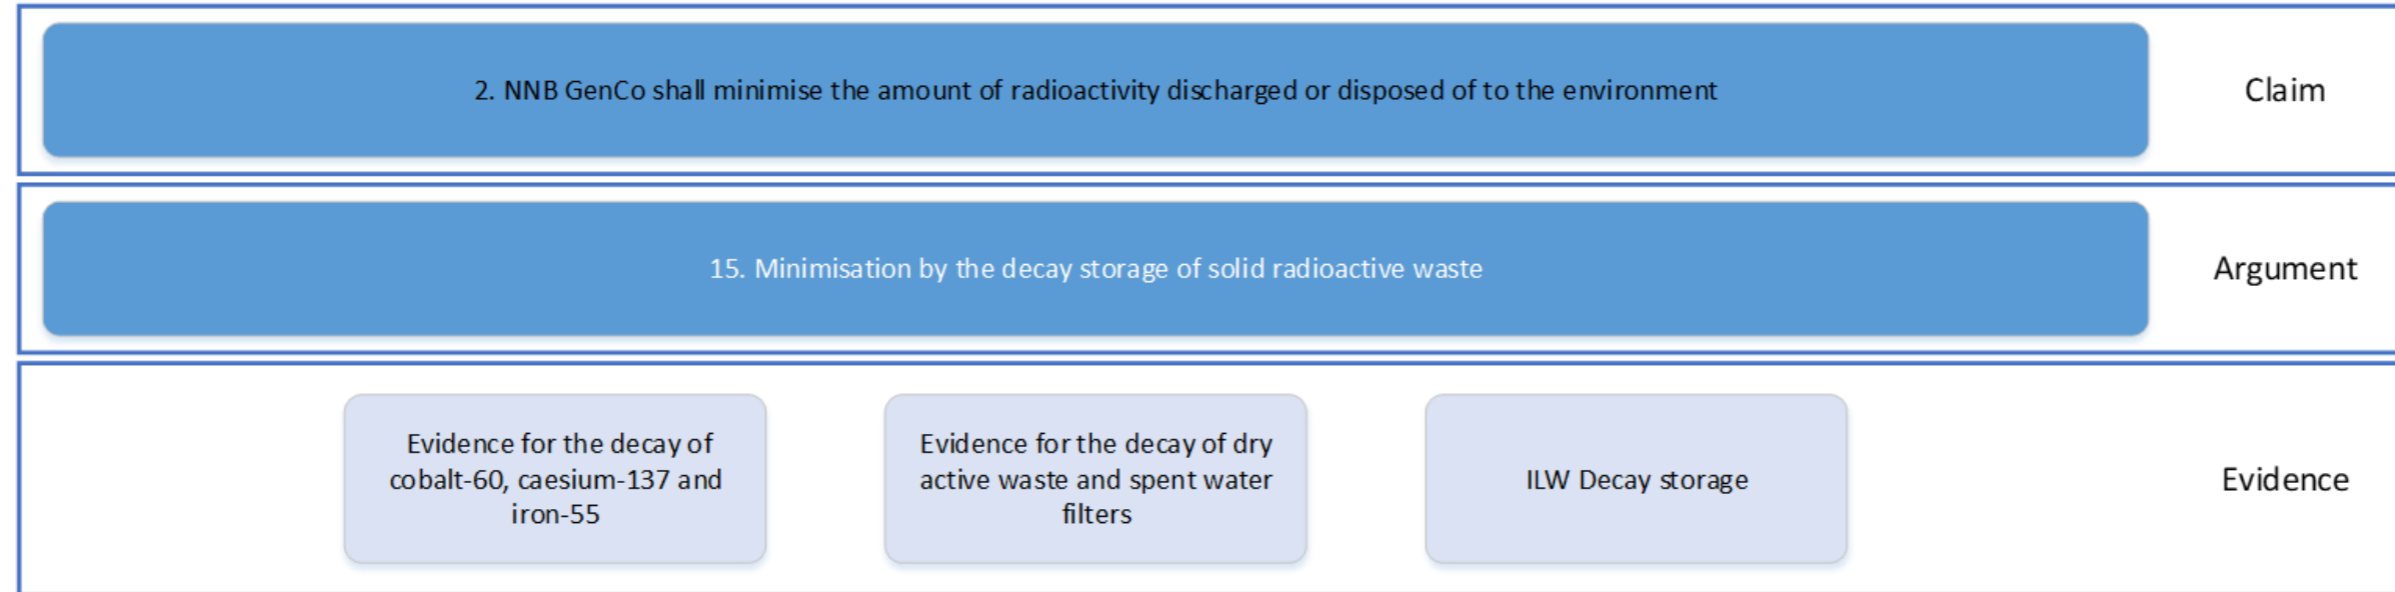 2. NNB GenCo shall minimise the amount of radioactivity discharged or disposed of to the environment
Claim
15. Minimisation by the decay storage of solid radioactive waste
Argument
Evidence for the decay of
cobalt-60, caesium-137 and
iron-55
Evidence for the decay of dry
active waste and spent water
filters
ILW Decay storage
Evidence